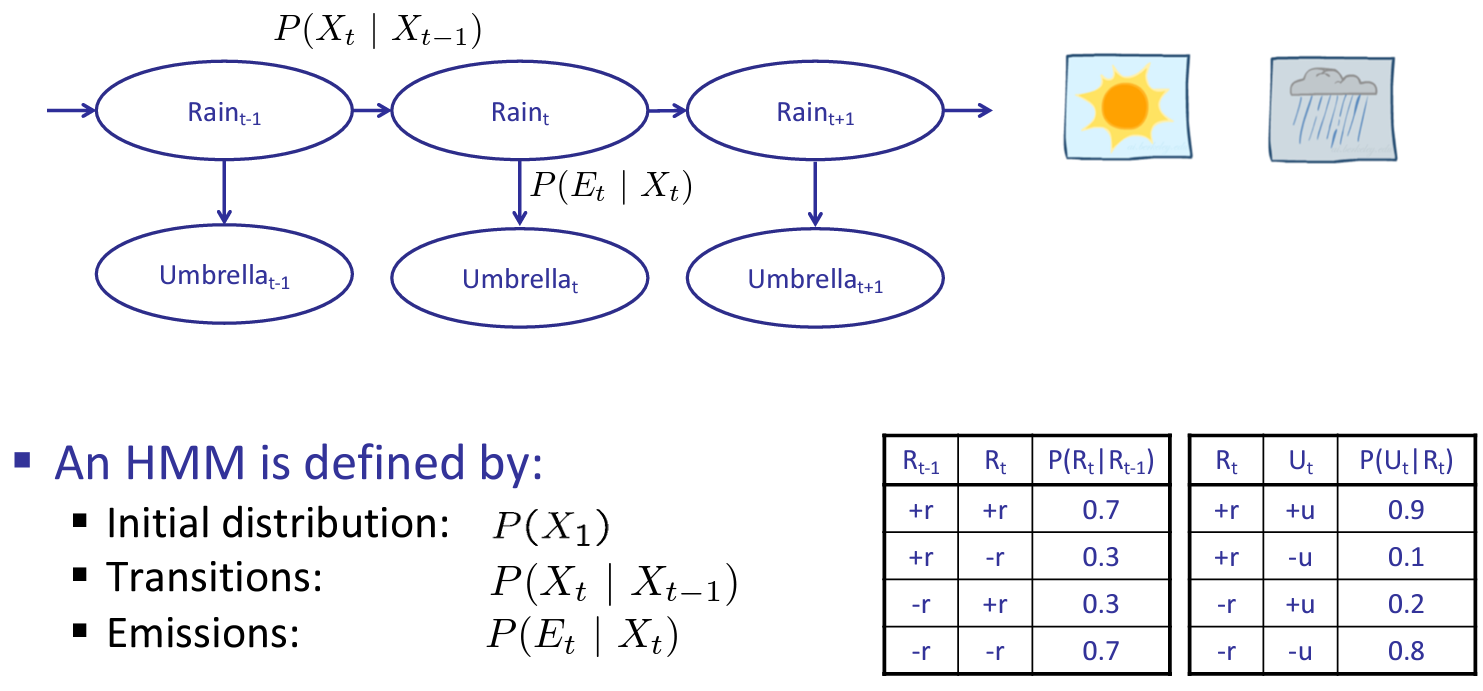 P(X_t | X_{t-1})
Rain_{t-1} Rain_t Rain_{t+1}
P(E_t | X_t)
Umbrella_{t-1} Umbrella_t Umbrella_{t+1}
▪ An HMM is defined by:
▪ Initial distribution: P(X_1)
▪ Transitions: P(X_t | X_{t-1})
▪ Emissions: P(E_t | X_t)
R_{t-1} R_t P(R_t|R_{t-1})
+r +r 0.7
+r -r 0.3
-r +r 0.3
-r -r 0.7
R_t U_t P(U_t|R_t)
+r +u 0.9
+r -u 0.1
-r +u 0.2
-r -u 0.8